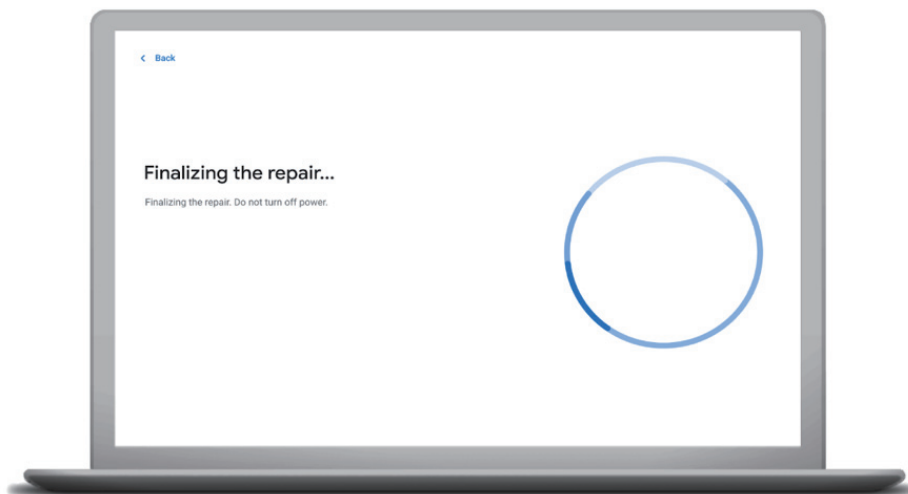 Back
Finalizing the repair...
Finalizing the repair. Do not turn off power.